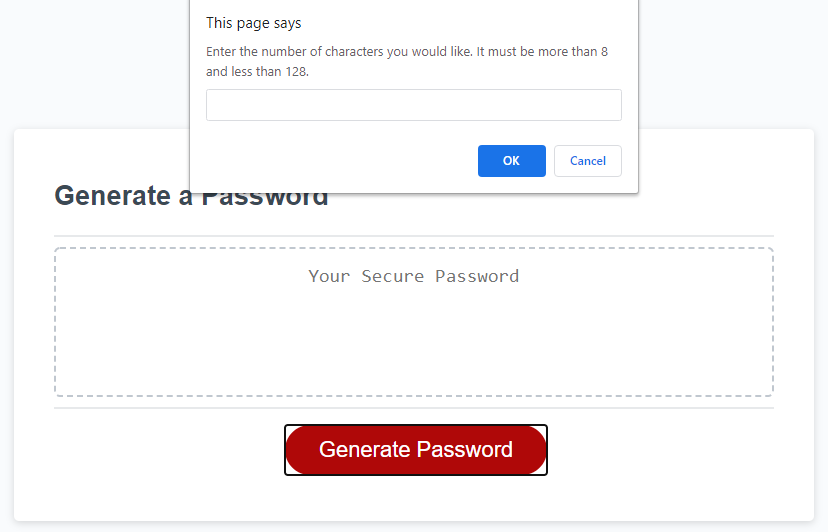 This page says
Enter the number of characters you would like. It must be more than 8
and less than 128.
OK
Cancel
Generate a Password
Your Secure Password
Generate Password